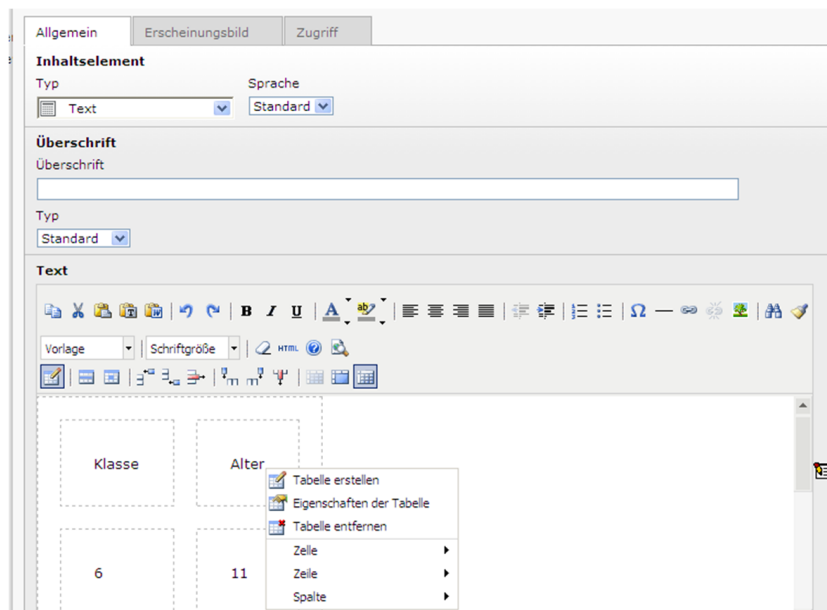 Allgemein Erscheinungsbild Zugriff
Inhaltselement
Typ Sprache
Text Standard
Überschrift
Überschrift
Typ
Standard
Text
B I U A ab Ω
Vorlage Schriftgröße HTML ?
Klasse Alter
Tabelle erstellen
Eigenschaften der Tabelle
Tabelle entfernen
Zelle
6 11 Zeile
Spalte